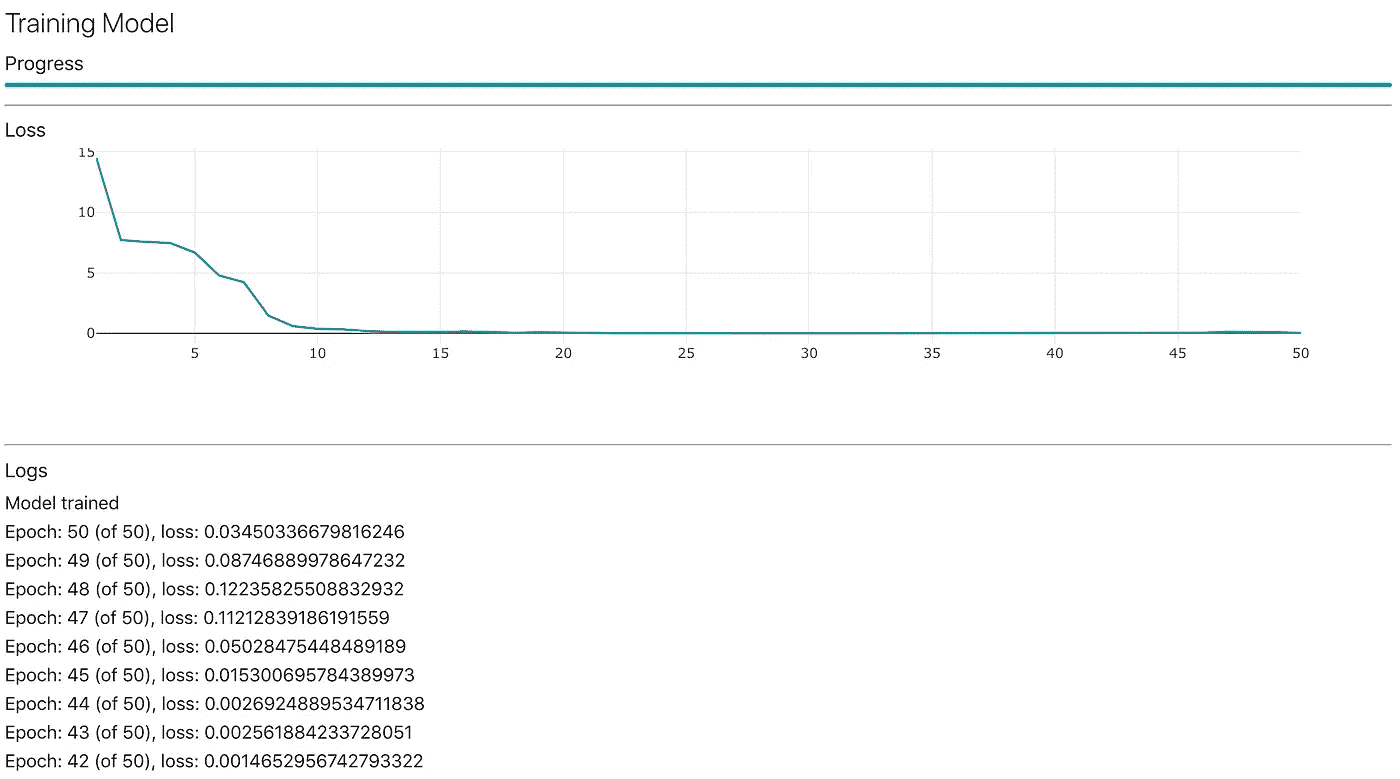 Training Model
Progress
Loss
15
10
5
0
5 10 15 20 25 30 35 40 45 50
Logs
Model trained
Epoch: 50 (of 50), loss: 0.03450336679816246
Epoch: 49 (of 50), loss: 0.08746889978647232
Epoch: 48 (of 50), loss: 0.12235825508832932
Epoch: 47 (of 50), loss: 0.11212839186191559
Epoch: 46 (of 50), loss: 0.05028475448489189
Epoch: 45 (of 50), loss: 0.015300695784389973
Epoch: 44 (of 50), loss: 0.0026924889534711838
Epoch: 43 (of 50), loss: 0.002561884233728051
Epoch: 42 (of 50), loss: 0.0014652956742793322